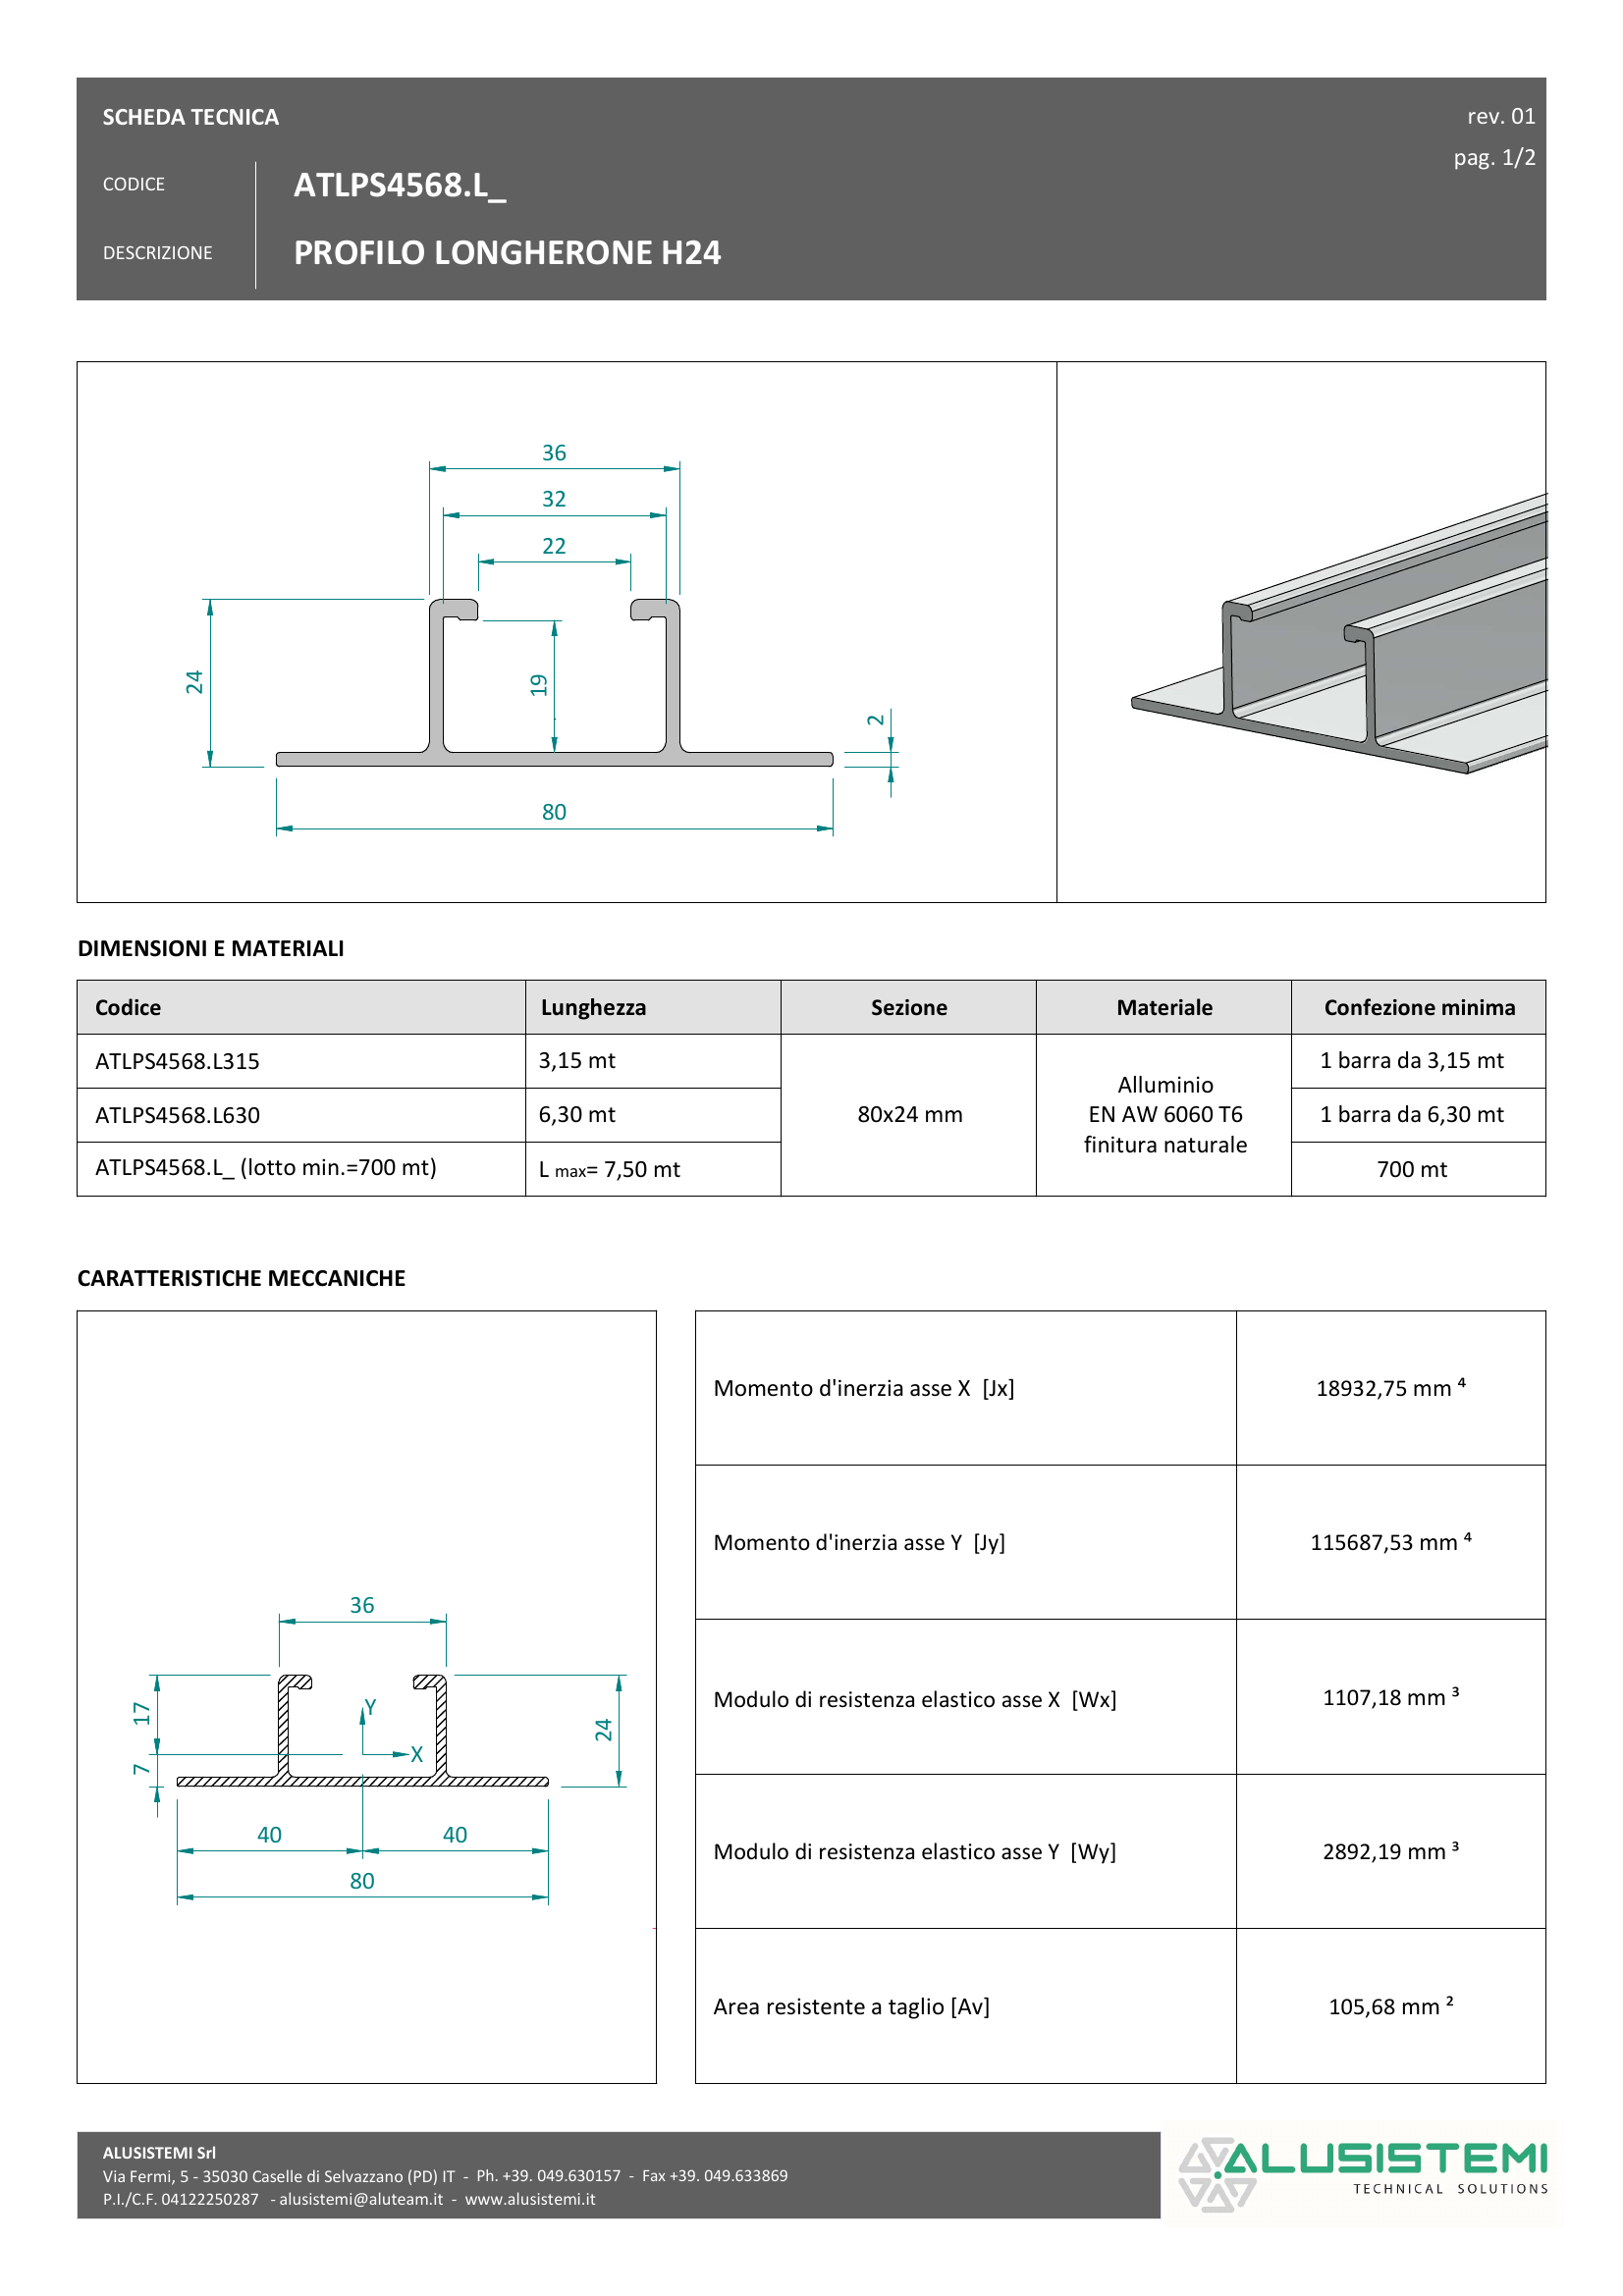 SCHEDA TECNICA
rev. 01
pag. 1/2
CODICE
ATLPS4568.L_
DESCRIZIONE
PROFILO LONGHERONE H24
36
32
22
24
19
2
80
DIMENSIONI E MATERIALI
Codice Lunghezza Sezione Materiale Confezione minima
ATLPS4568.L315 3,15 mt 1 barra da 3,15 mt
ATLPS4568.L630 6,30 mt 80x24 mm Alluminio
EN AW 6060 T6
finitura naturale 1 barra da 6,30 mt
ATLPS4568.L_ (lotto min.=700 mt) L max= 7,50 mt 700 mt
CARATTERISTICHE MECCANICHE
36
17
7
Y
X
24
40 40
80
Momento d'inerzia asse X [Jx] 18932,75 mm ⁴
Momento d'inerzia asse Y [Jy] 115687,53 mm ⁴
Modulo di resistenza elastico asse X [Wx] 1107,18 mm ³
Modulo di resistenza elastico asse Y [Wy] 2892,19 mm ³
Area resistente a taglio [Av] 105,68 mm ²
ALUSISTEMI Srl
Via Fermi, 5 - 35030 Caselle di Selvazzano (PD) IT - Ph. +39. 049.630157 - Fax +39. 049.633869
P.I./C.F. 04122250287 - alusistemi@aluteam.it - www.alusistemi.it
ALUSISTEMI
TECHNICAL SOLUTIONS